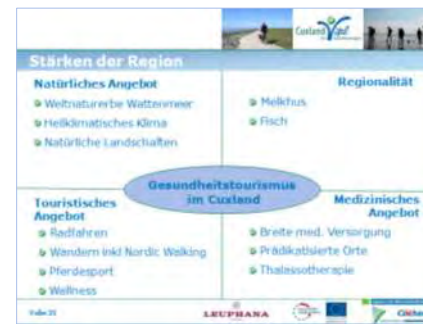 Cuxland
Stärken der Region
Natürliches Angebot
Weltnaturerbe Wattenmeer
Heilklimatisches Klima
Natürliche Landschaften
Regionalität
Melkhus
Fisch
Gesundheitstourismus
im Cuxland
Touristisches
Angebot
Radfahren
Wandern inkl Nordic Walking
Pferdesport
Wellness
Medizinisches
Angebot
Breite med. Versorgung
Prädikatisierte Orte
Thalassotherapie
LEUPHANA